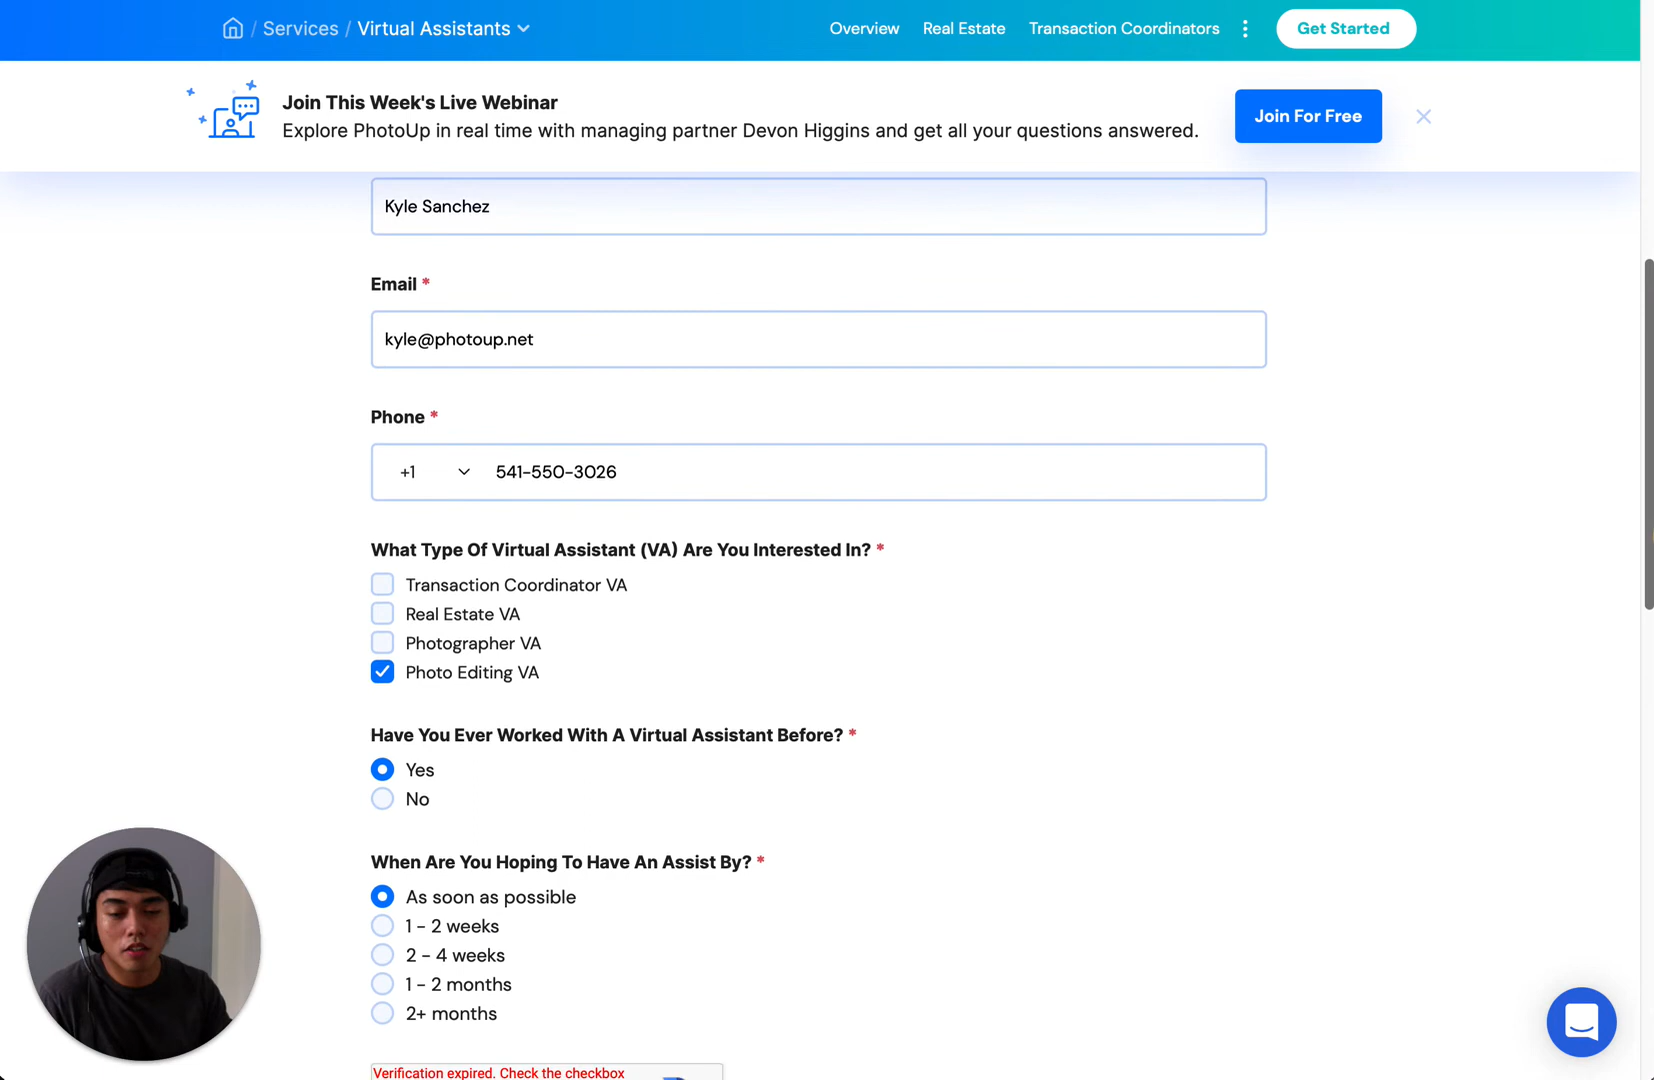 / Services / Virtual Assistants
Overview
Real Estate
Transaction Coordinators
Get Started
Join This Week's Live Webinar
Explore PhotoUp in real time with managing partner Devon Higgins and get all your questions answered.
Join For Free
Kyle Sanchez
Email *
kyle@photoup.net
Phone *
+1 541-550-3026
What Type Of Virtual Assistant (VA) Are You Interested In? *
Transaction Coordinator VA
Real Estate VA
Photographer VA
Photo Editing VA
Have You Ever Worked With A Virtual Assistant Before? *
Yes
No
When Are You Hoping To Have An Assist By? *
As soon as possible
1 - 2 weeks
2 - 4 weeks
1 - 2 months
2+ months
Verification expired. Check the checkbox